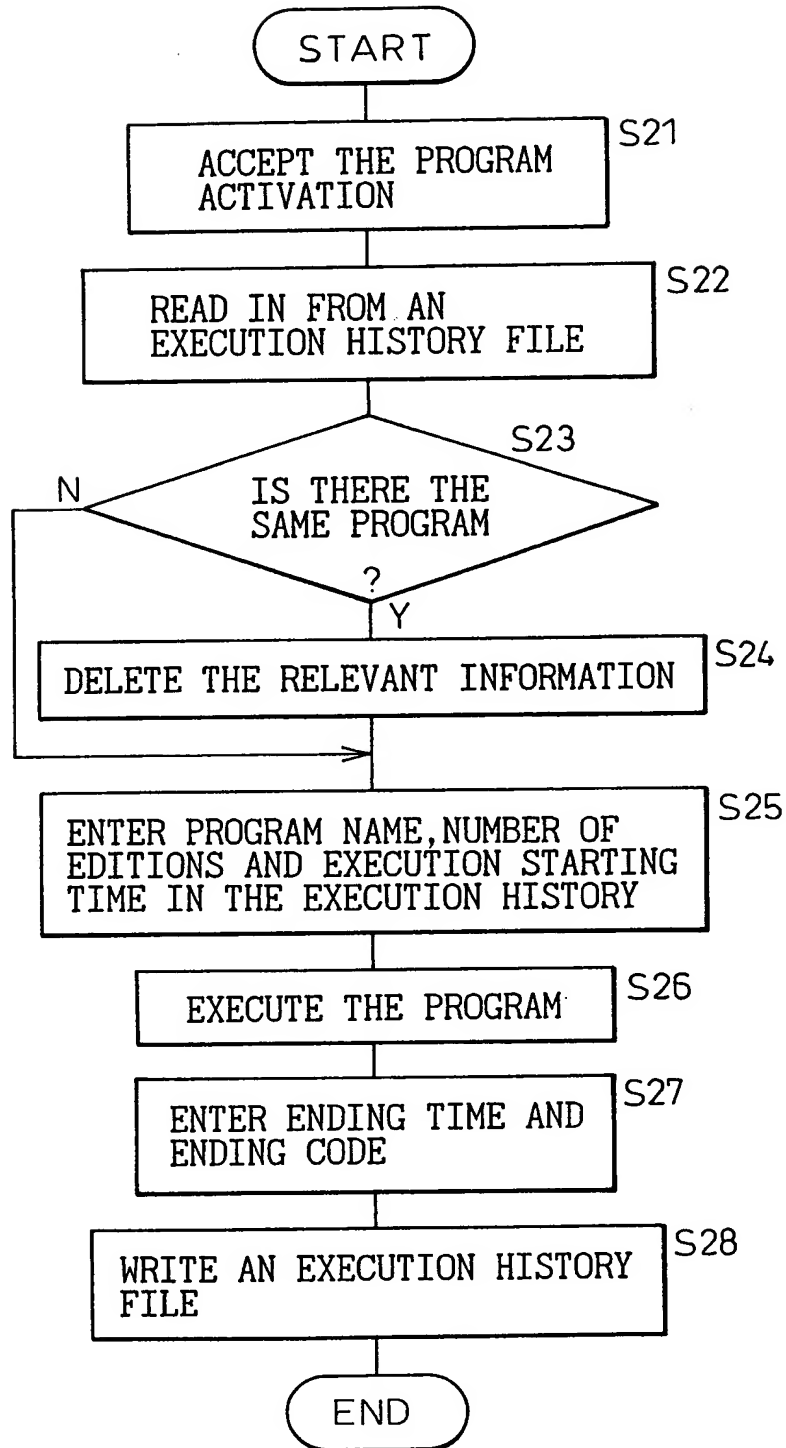 START
S21
ACCEPT THE PROGRAM
ACTIVATION
S22
READ IN FROM AN
EXECUTION HISTORY FILE
S23
N
IS THERE THE
SAME PROGRAM
?
Y
S24
DELETE THE RELEVANT INFORMATION
S25
ENTER PROGRAM NAME,NUMBER OF
EDITIONS AND EXECUTION STARTING
TIME IN THE EXECUTION HISTORY
S26
EXECUTE THE PROGRAM
S27
ENTER ENDING TIME AND
ENDING CODE
S28
WRITE AN EXECUTION HISTORY
FILE
END